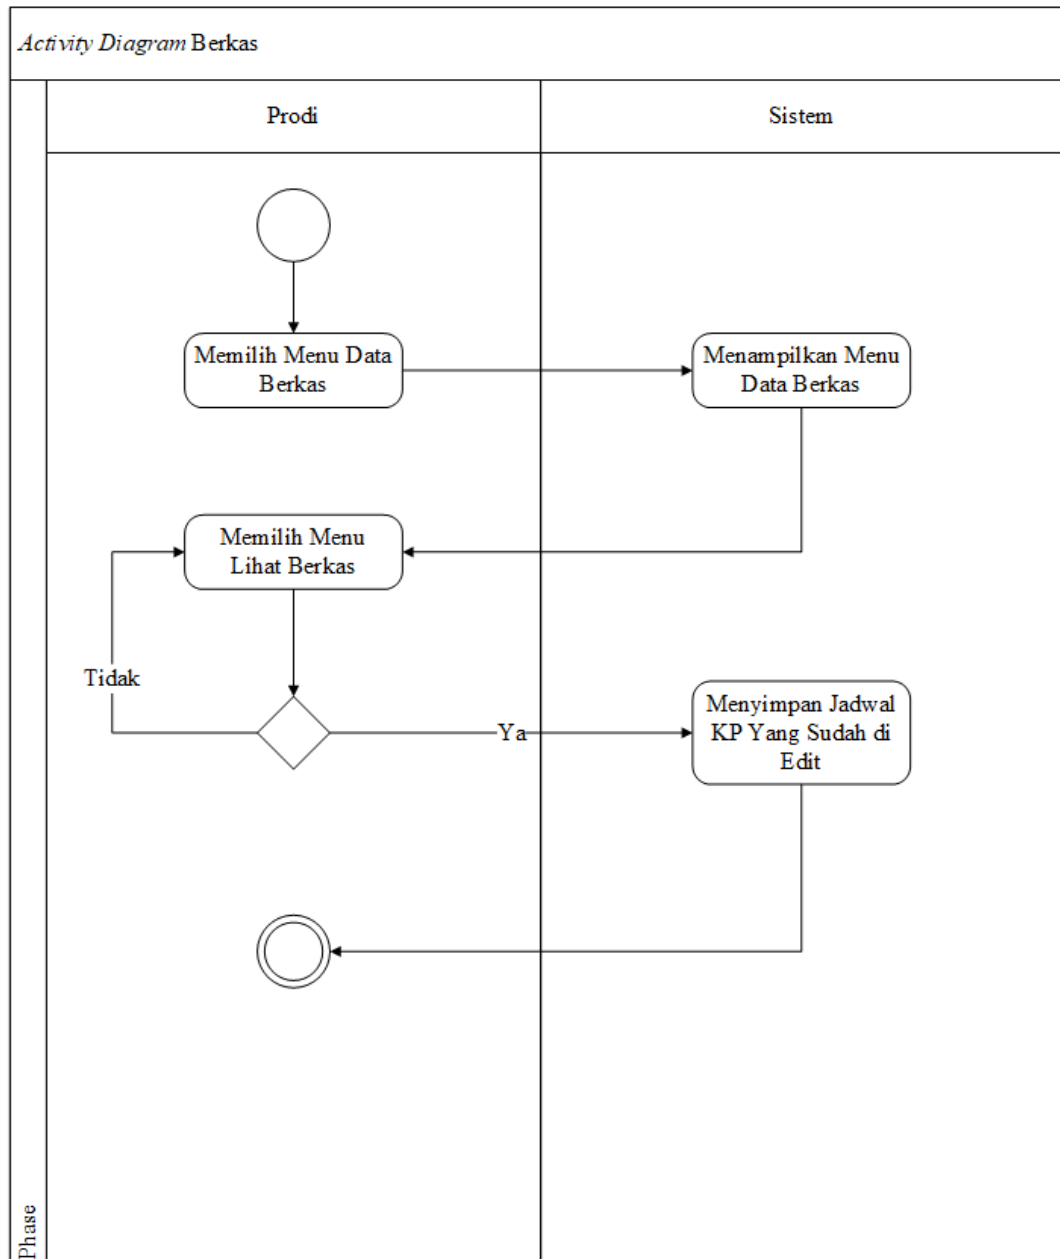 Activity Diagram Berkas
Prodi
Sistem
Memilih Menu Data
Berkas
Menampilkan Menu
Data Berkas
Memilih Menu
Lihat Berkas
Tidak
Ya
Menyimpan Jadwal
KP Yang Sudah di
Edit
Phase